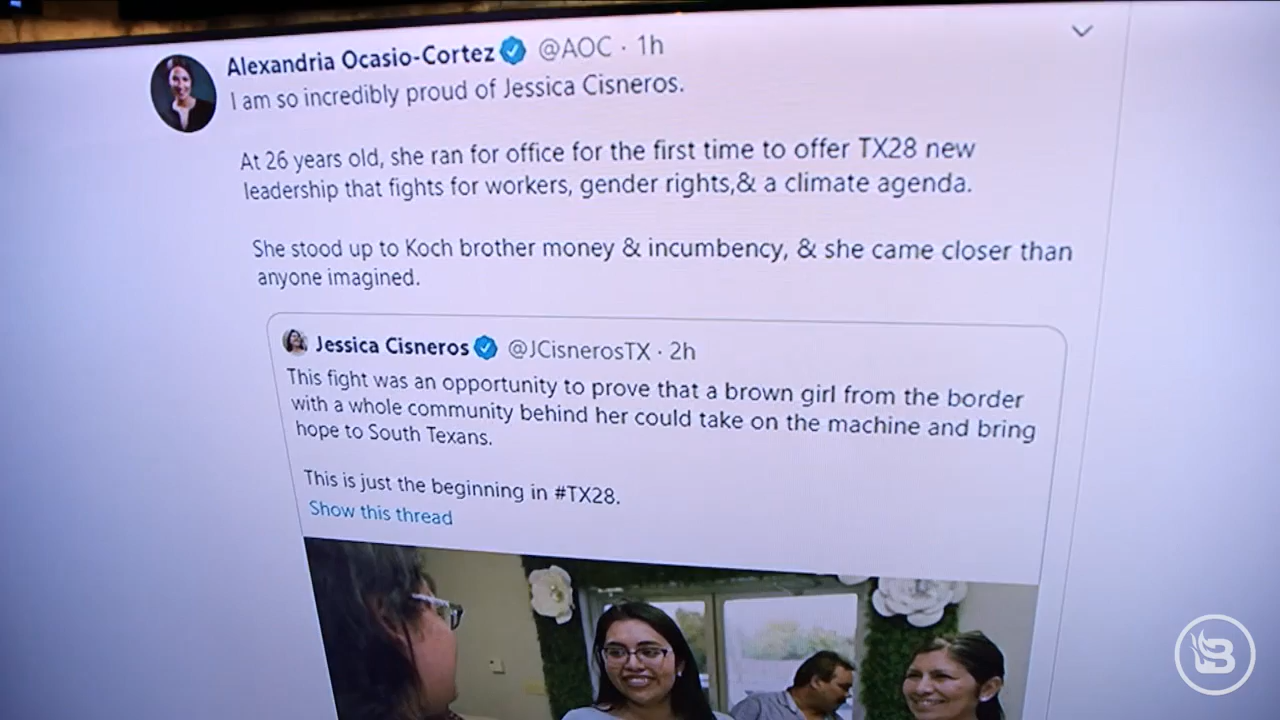 Alexandria Ocasio-Cortez @AOC · 1h
I am so incredibly proud of Jessica Cisneros.
At 26 years old, she ran for office for the first time to offer TX28 new
leadership that fights for workers, gender rights,& a climate agenda.
She stood up to Koch brother money & incumbency, & she came closer than
anyone imagined.
Jessica Cisneros @JCisnerosTX · 2h
This fight was an opportunity to prove that a brown girl from the border
with a whole community behind her could take on the machine and bring
hope to South Texans.
This is just the beginning in #TX28.
Show this thread
B